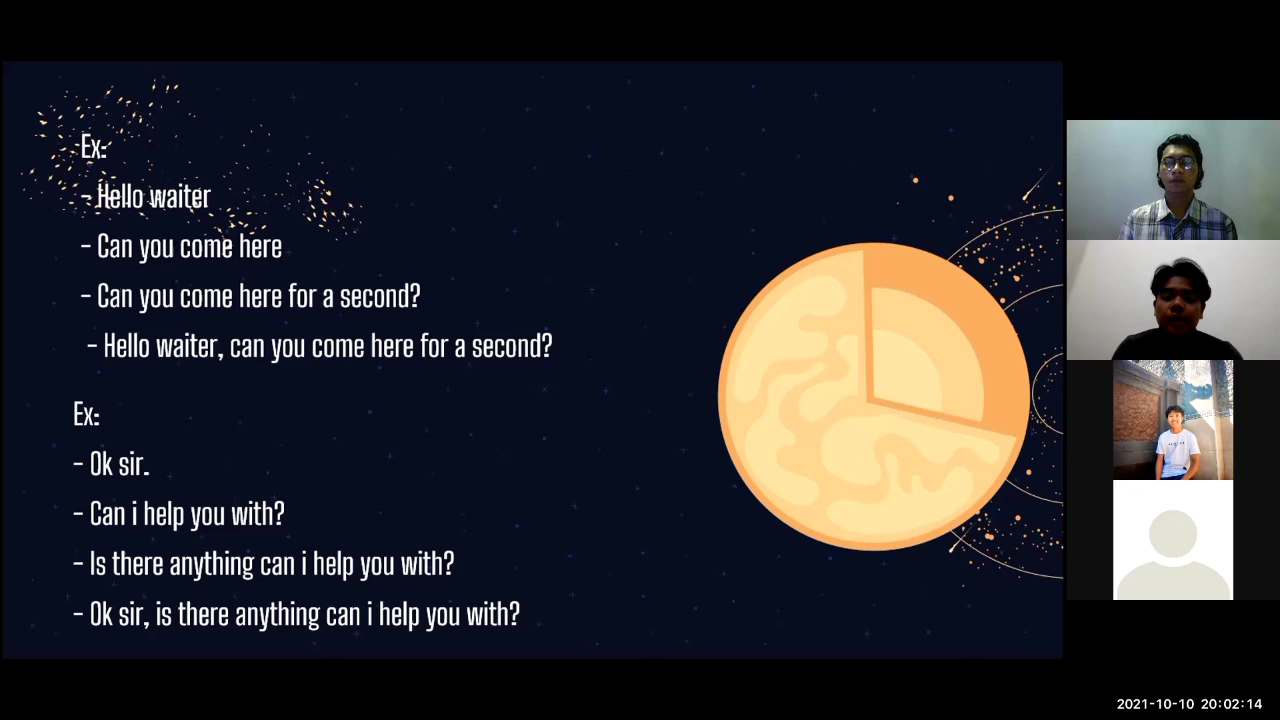 Ex:
- Hello waiter
- Can you come here
- Can you come here for a second?
- Hello waiter, can you come here for a second?
Ex:
- Ok sir.
- Can i help you with?
- Is there anything can i help you with?
- Ok sir, is there anything can i help you with?
2021-10-10 20:02:14